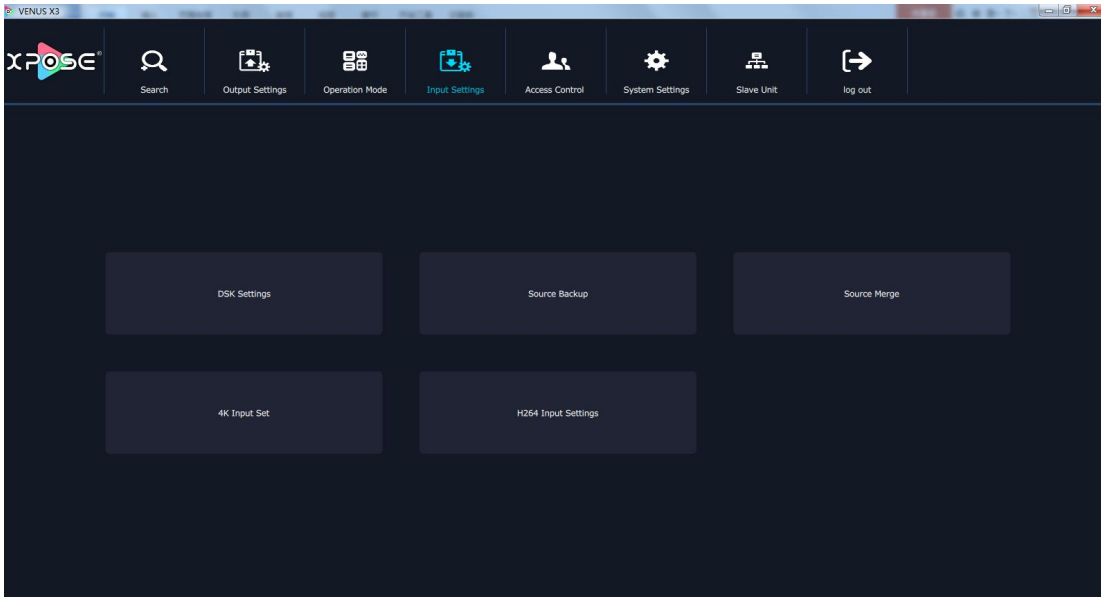 VENUS X3
XPOSE®
Search
Output Settings
Operation Mode
Input Settings
Access Control
System Settings
Slave Unit
log out
DSK Settings
Source Backup
Source Merge
4K Input Set
H264 Input Settings